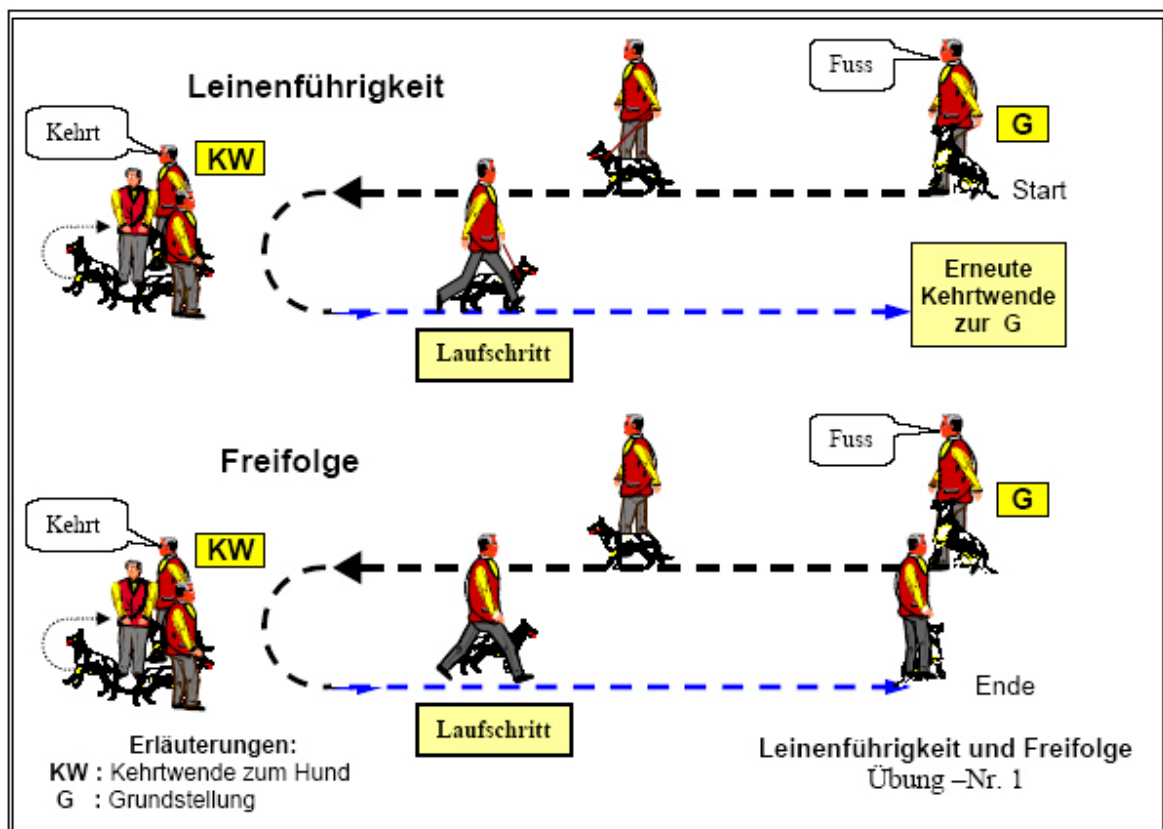 Leinenführigkeit
Fuss
Kehrt
KW
G
Start
Erneute
Kehrtwende
zur G
Laufschritt
Freifolge
Fuss
Kehrt
KW
G
Ende
Laufschritt
Erläuterungen:
KW : Kehrtwende zum Hund
G : Grundstellung
Leinenführigkeit und Freifolge
Übung –Nr. 1